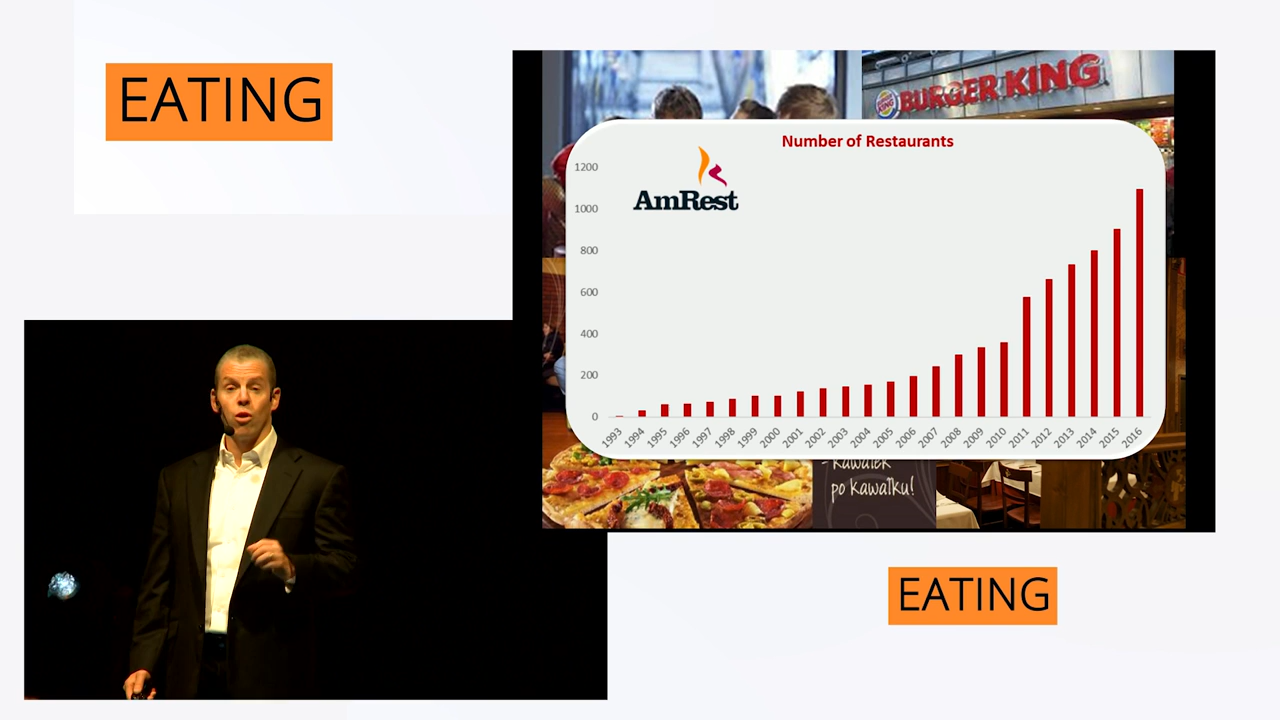 EATING
BURGER KING
BURGER KING
Number of Restaurants
AmRest
1200
1000
800
600
400
200
0
1993 1994 1995 1996 1997 1998 1999 2000 2001 2002 2003 2004 2005 2006 2007 2008 2009 2010 2011 2012 2013 2014 2015 2016
- kawałek
po kawałku!
EATING